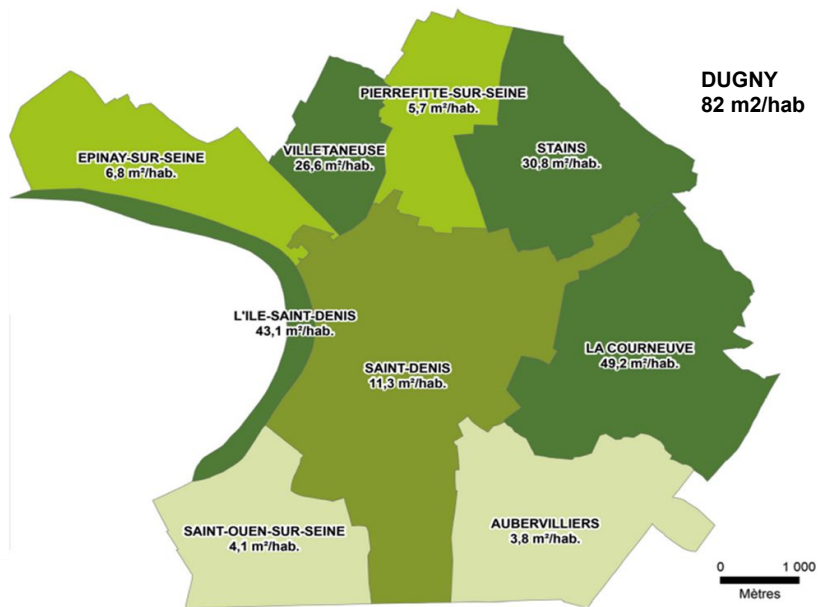 DUGNY
82 m2/hab
PIERREFITTE-SUR-SEINE
5,7 m²/hab.
EPINAY-SUR-SEINE
6,8 m²/hab.
VILLETANEUSE
26,6 m²/hab.
STAINS
30,8 m²/hab.
L'ILE-SAINT-DENIS
43,1 m²/hab.
SAINT-DENIS
11,3 m²/hab.
LA COURNEUVE
49,2 m²/hab.
SAINT-OUEN-SUR-SEINE
4,1 m²/hab.
AUBERVILLIERS
3,8 m²/hab.
0 1 000
Mètres